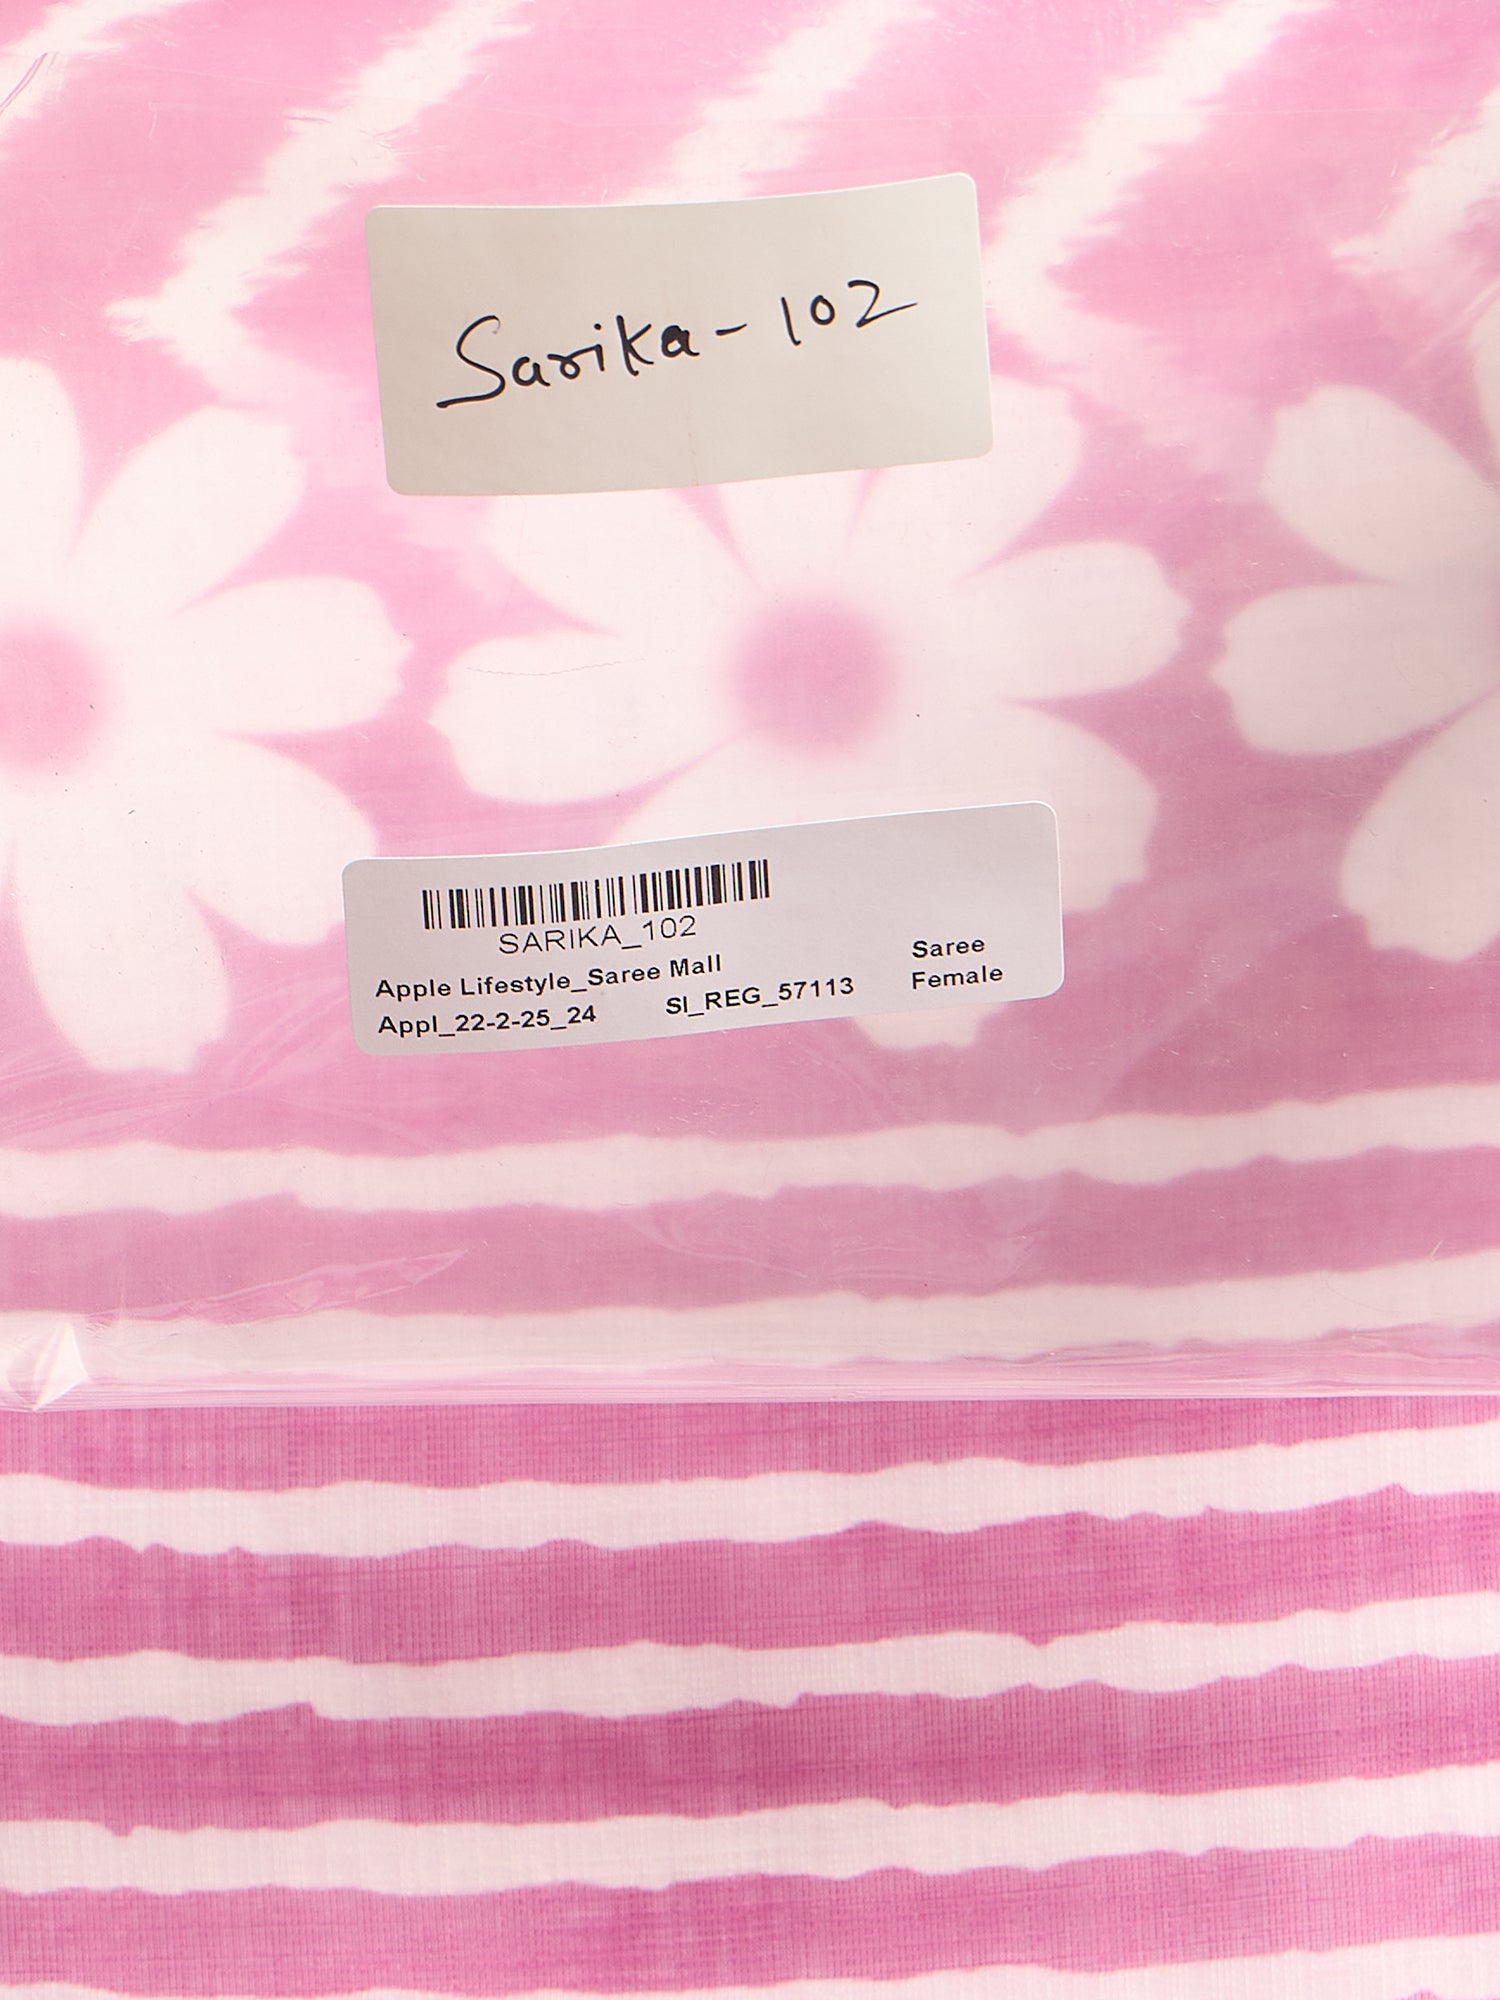 Sarika - 102
SARIKA_102
Apple Lifestyle_Saree Mall Saree
Appl_22-2-25_24 SI_REG_57113 Female